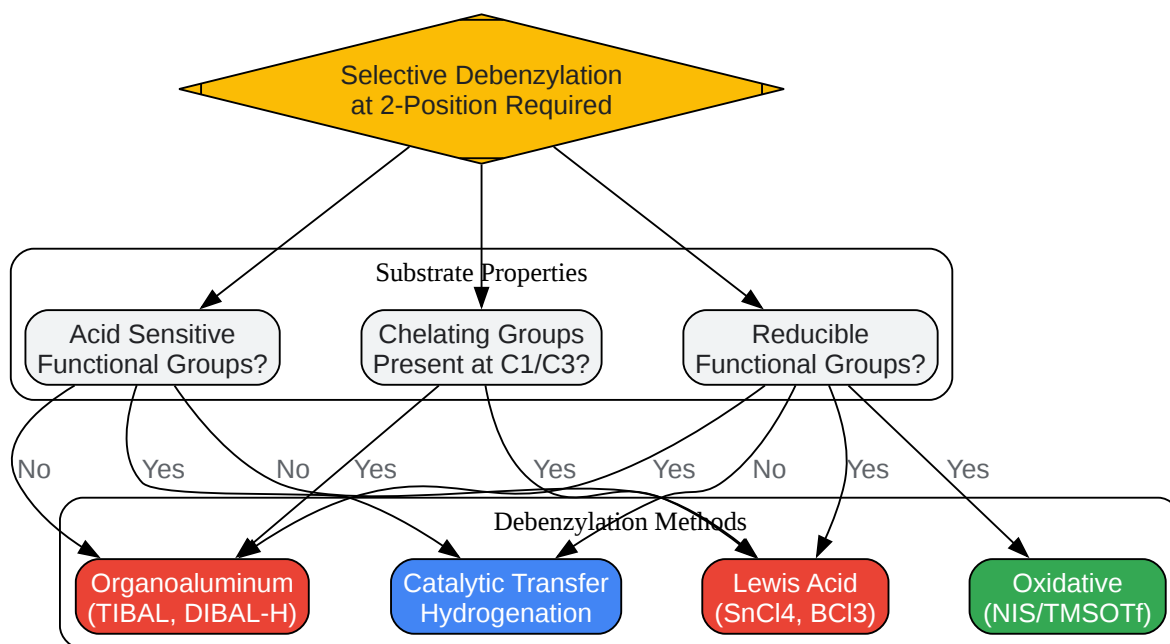 Selective Debenzylation
at 2-Position Required
Substrate Properties
Acid Sensitive
Functional Groups?
Chelating Groups
Present at C1/C3?
Reducible
Functional Groups?
No
Yes
No
Yes
Yes
Yes
No
Yes
Yes
Debenzylation Methods
Organoaluminum
(TIBAL, DIBAL-H)
Catalytic Transfer
Hydrogenation
Lewis Acid
(SnCl4, BCl3)
Oxidative
(NIS/TMSOTf)